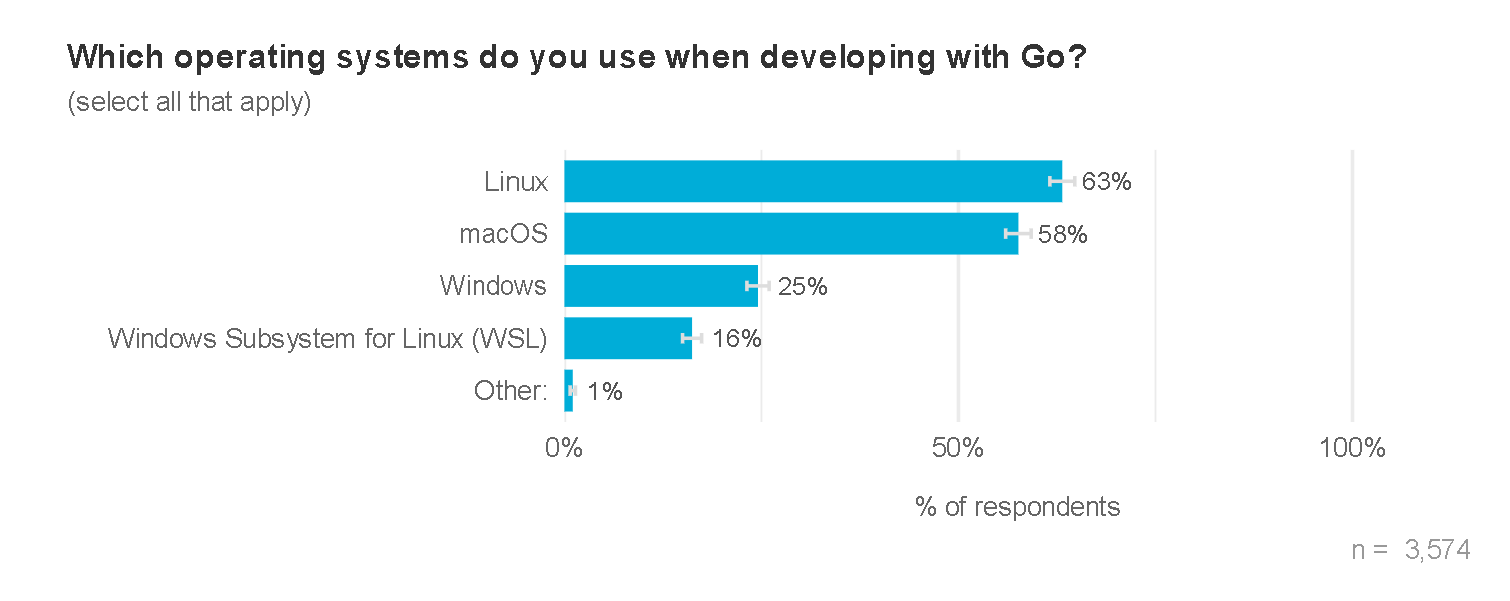 Which operating systems do you use when developing with Go?
(select all that apply)
Linux 63%
macOS 58%
Windows 25%
Windows Subsystem for Linux (WSL) 16%
Other: 1%
0% 50% 100%
% of respondents
n = 3,574